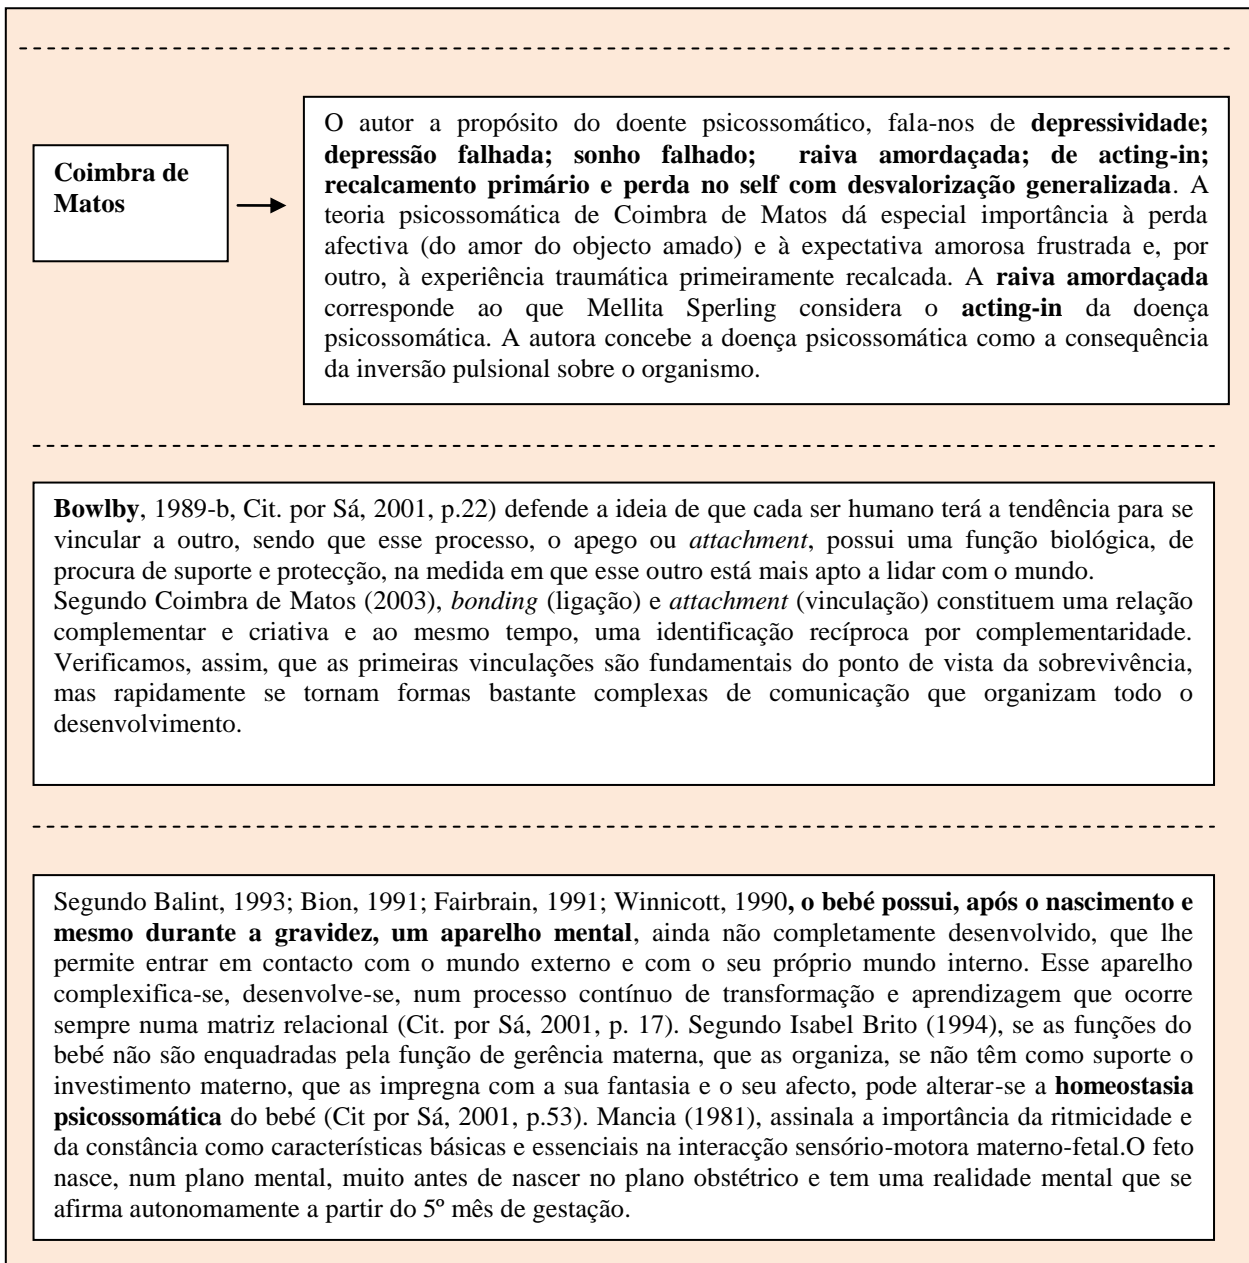 Coimbra de
Matos
O autor a propósito do doente psicossomático, fala-nos de depressividade;
depressão falhada; sonho falhado; raiva amordaçada; de acting-in;
recalcamento primário e perda no self com desvalorização generalizada. A
teoria psicossomática de Coimbra de Matos dá especial importância à perda
afectiva (do amor do objecto amado) e à expectativa amorosa frustrada e, por
outro, à experiência traumática primeiramente recalcada. A raiva amordaçada
corresponde ao que Mellita Sperling considera o acting-in da doença
psicossomática. A autora concebe a doença psicossomática como a consequência
da inversão pulsional sobre o organismo.
Bowlby, 1989-b, Cit. por Sá, 2001, p.22) defende a ideia de que cada ser humano terá a tendência para se
vincular a outro, sendo que esse processo, o apego ou attachment, possui uma função biológica, de
procura de suporte e protecção, na medida em que esse outro está mais apto a lidar com o mundo.
Segundo Coimbra de Matos (2003), bonding (ligação) e attachment (vinculação) constituem uma relação
complementar e criativa e ao mesmo tempo, uma identificação recíproca por complementaridade.
Verificamos, assim, que as primeiras vinculações são fundamentais do ponto de vista da sobrevivência,
mas rapidamente se tornam formas bastante complexas de comunicação que organizam todo o
desenvolvimento.
Segundo Balint, 1993; Bion, 1991; Fairbrain, 1991; Winnicott, 1990, o bebé possui, após o nascimento e
mesmo durante a gravidez, um aparelho mental, ainda não completamente desenvolvido, que lhe
permite entrar em contacto com o mundo externo e com o seu próprio mundo interno. Esse aparelho
complexifica-se, desenvolve-se, num processo contínuo de transformação e aprendizagem que ocorre
sempre numa matriz relacional (Cit. por Sá, 2001, p. 17). Segundo Isabel Brito (1994), se as funções do
bebé não são enquadradas pela função de gerência materna, que as organiza, se não têm como suporte o
investimento materno, que as impregna com a sua fantasia e o seu afecto, pode alterar-se a homeostasia
psicossomática do bebé (Cit por Sá, 2001, p.53). Mancia (1981), assinala a importância da ritmicidade e
da constância como características básicas e essenciais na interacção sensório-motora materno-fetal.O feto
nasce, num plano mental, muito antes de nascer no plano obstétrico e tem uma realidade mental que se
afirma autonomamente a partir do 5º mês de gestação.